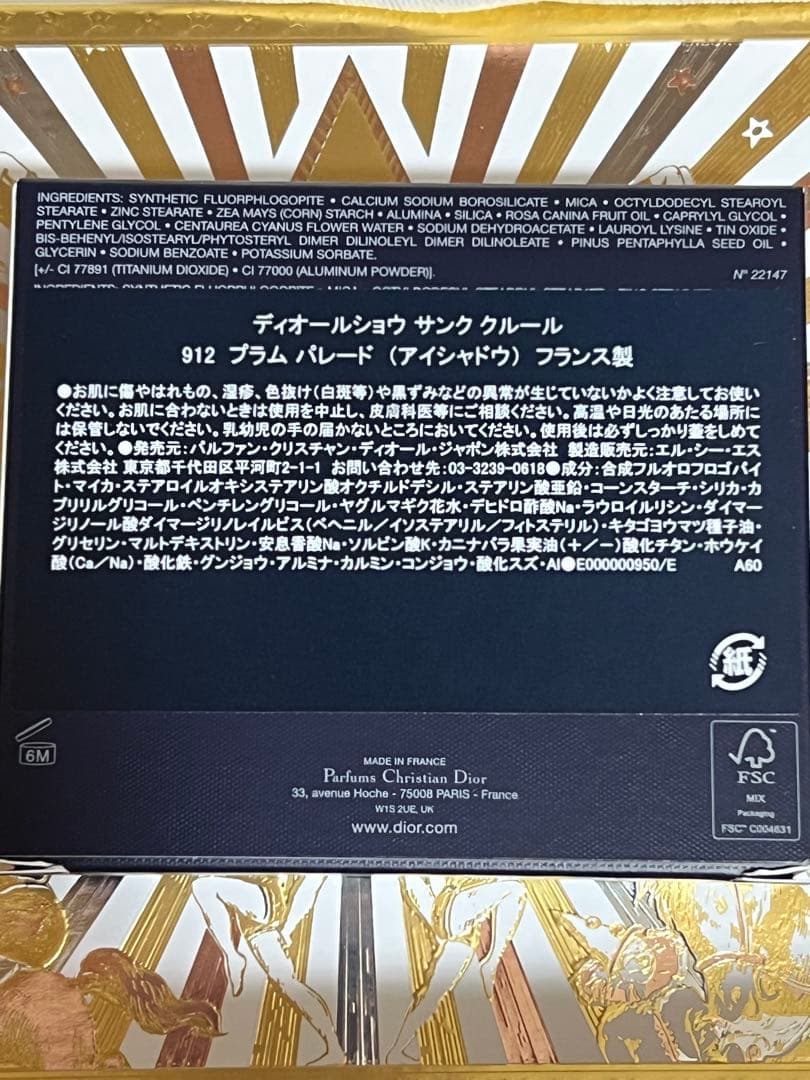 INGREDIENTS: SYNTHETIC FLUORPHLOGOPITE • CALCIUM SODIUM BOROSILICATE • MICA • OCTYLDODECYL STEAROYL
STEARATE • ZINC STEARATE • ZEA MAYS (CORN) STARCH • ALUMINA • SILICA • ROSA CANINA FRUIT OIL • CAPRYLYL GLYCOL •
PENTYLENE GLYCOL • CENTAUREA CYANUS FLOWER WATER • SODIUM DEHYDROACETATE • LAUROYL LYSINE • TIN OXIDE •
BIS-BEHENYL/ISOSTEARYL/PHYTOSTERYL DIMER DILINOLEYL DIMER DILINOLEATE • PINUS PENTAPHYLLA SEED OIL •
GLYCERIN • SODIUM BENZOATE • POTASSIUM SORBATE.
[+/- CI 77891 (TITANIUM DIOXIDE) • CI 77000 (ALUMINUM POWDER)].
N° 22147
ディオールショウ サンク クルール
912 プラム パレード (アイシャドウ) フランス製
●お肌に傷やはれもの、湿疹、色抜け(白斑等)や黒ずみなどの異常が生じていないかよく注意してお使い
ください。お肌に合わないときは使用を中止し、皮膚科医等にご相談ください。高温や日光のあたる場所に
は保管しないでください。乳幼児の手の届かないところにおいてください。使用後は必ずしっかり蓋をしめて
ください。●発売元:パルファン・クリスチャン・ディオール・ジャポン株式会社 製造販売元:エル・シー・エス
株式会社 東京都千代田区平河町2-1-1 お問い合わせ先:03-3239-0618●成分:合成フルオロフロゴパイ
ト・マイカ・ステアロイルオキシステアリン酸オクチルドデシル・ステアリン酸亜鉛・コーンスターチ・シリカ・カ
プリリルグリコール・ペンチレングリコール・ヤグルマギク花水・デヒドロ酢酸Na・ラウロイルリシン・ダイマー
ジリノール酸ダイマージリノレイルビス(ベヘニル/イソステアリル/フィトステリル)・キタゴヨウマツ種子油・
グリセリン・マルトデキストリン・安息香酸Na・ソルビン酸K・カニナバラ果実油(+/-)酸化チタン・ホウケイ
酸(Ca/Na)・酸化鉄・グンジョウ・アルミナ・カルミン・コンジョウ・酸化スズ・Al●E000000950/E A60
紙
6M
MADE IN FRANCE
Parfums Christian Dior
33, avenue Hoche - 75008 PARIS - France
W1S 2UE, UK
www.dior.com
FSC
MIX
Packaging
FSC™ C004631